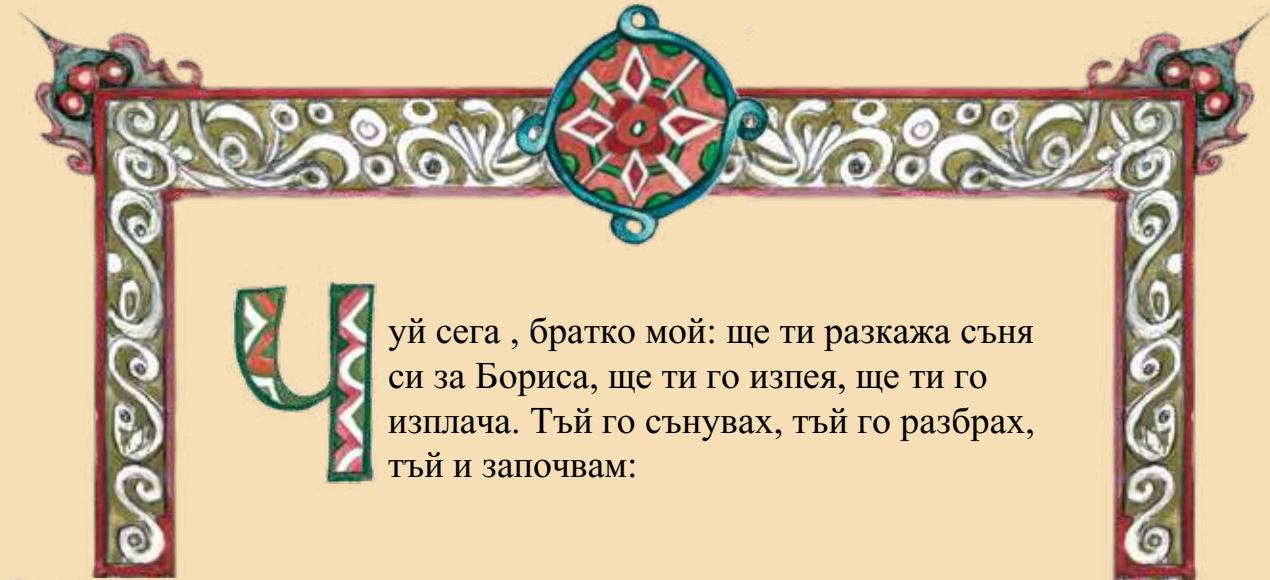 Чуй сега , братко мой: ще ти разкажа съня
си за Бориса, ще ти го изпея, ще ти го
изплача. Тъй го сънувах, тъй го разбрах,
тъй и започвам: